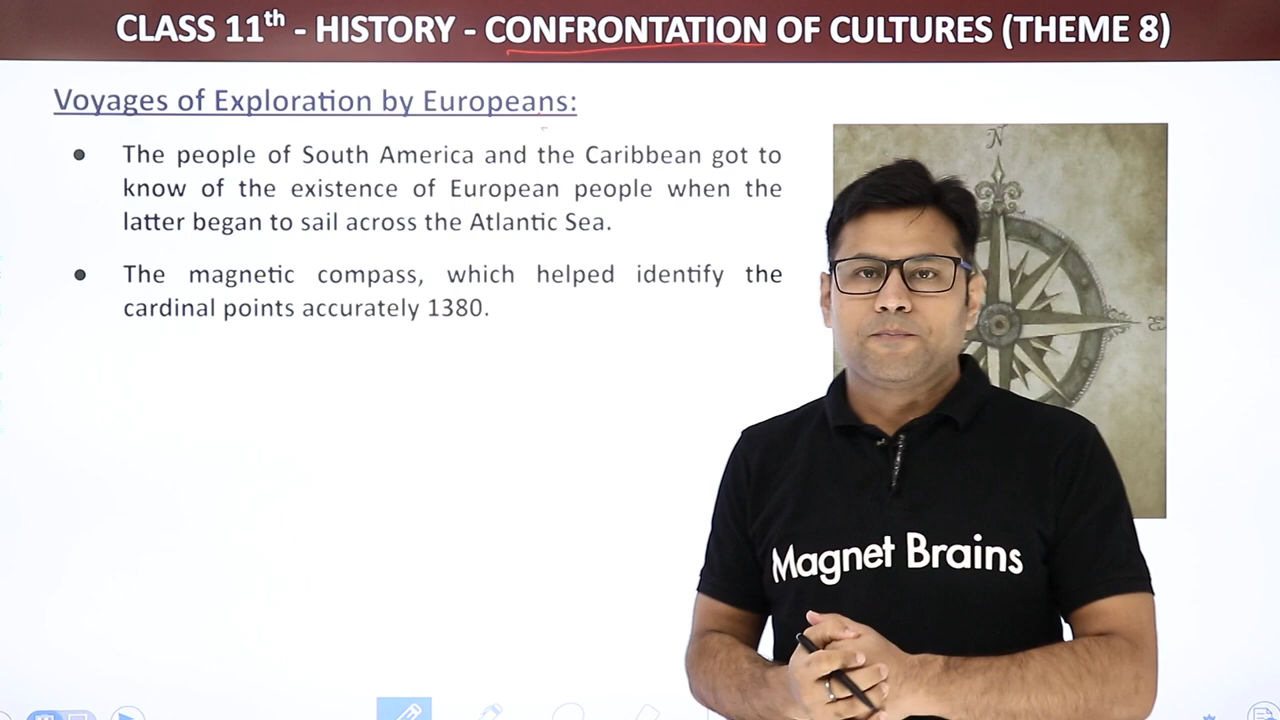 CLASS 11th - HISTORY - CONFRONTATION OF CULTURES (THEME 8)
Voyages of Exploration by Europeans:
• The people of South America and the Caribbean got to
know of the existence of European people when the
latter began to sail across the Atlantic Sea.
• The magnetic compass, which helped identify the
cardinal points accurately 1380.
N
E
Magnet Brains